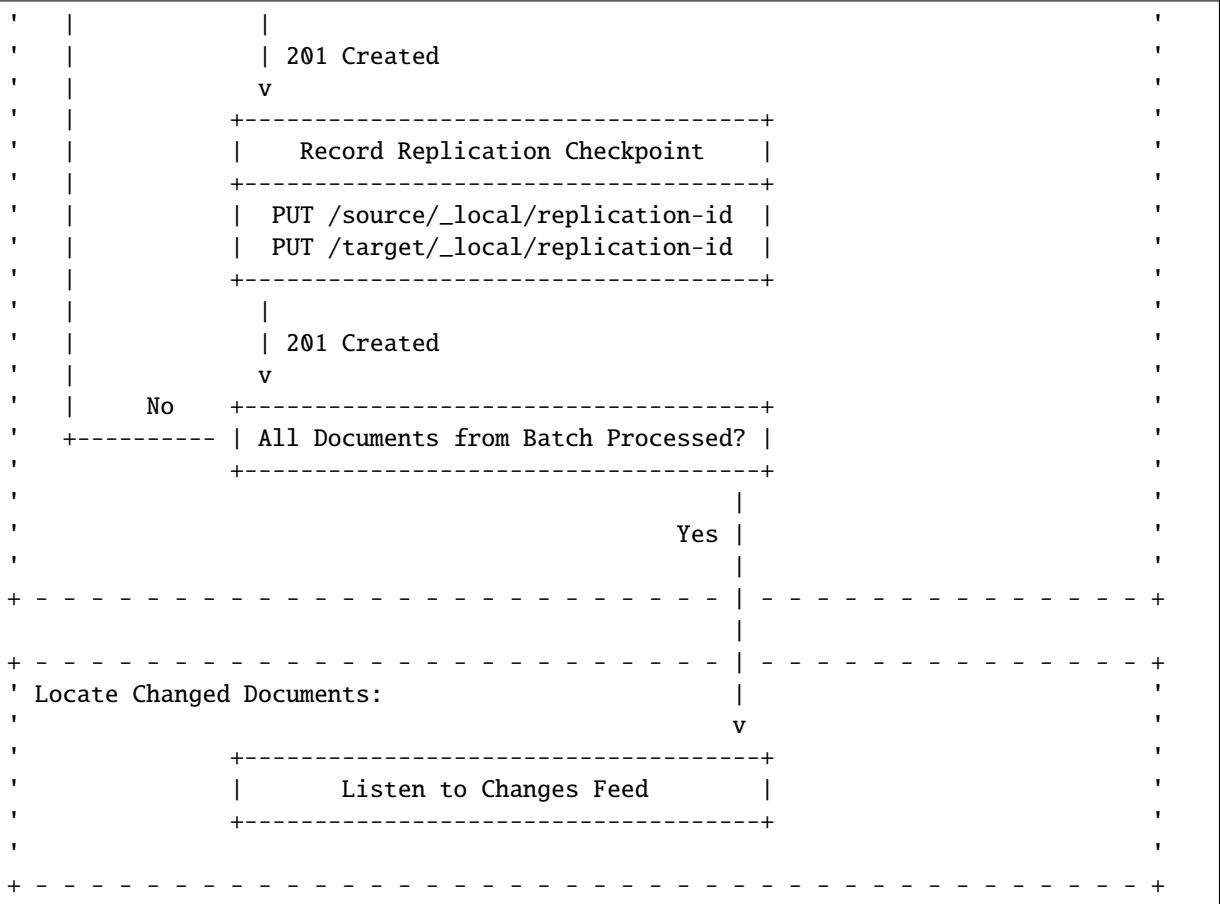 '   |             |                                                               '
'   |             | 201 Created                                                   '
'   |             v                                                               '
'   |           +-------------------------------------+                           '
'   |           |    Record Replication Checkpoint    |                           '
'   |           +-------------------------------------+                           '
'   |           |  PUT /source/_local/replication-id  |                           '
'   |           |  PUT /target/_local/replication-id  |                           '
'   |           +-------------------------------------+                           '
'   |             |                                                               '
'   |             | 201 Created                                                   '
'   |             v                                                               '
'   |     No    +-------------------------------------+                           '
'   +---------- | All Documents from Batch Processed? |                           '
'               +-------------------------------------+                           '
'                                                   |                             '
'                                               Yes |                             '
'                                                   |                             '
+ - - - - - - - - - - - - - - - - - - - - - - - - - | - - - - - - - - - - - - - - +
                                                    |
+ - - - - - - - - - - - - - - - - - - - - - - - - - | - - - - - - - - - - - - - - +
' Locate Changed Documents:                         |                             '
'                                                   v                             '
'               +-------------------------------------+                           '
'               |       Listen to Changes Feed        |                           '
'               +-------------------------------------+                           '
'                                                                                 '
+ - - - - - - - - - - - - - - - - - - - - - - - - - - - - - - - - - - - - - - - - +